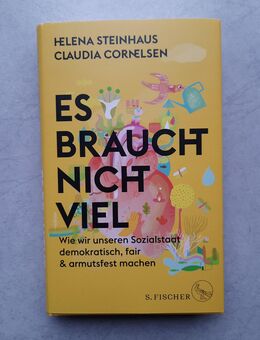 HELENA STEINHAUS
CLAUDIA CORNELSEN
ES
BRAUCHT
NICHT
VIEL
Wie wir unseren Sozialstaat
demokratisch, fair
& armutsfest machen
S. FISCHER